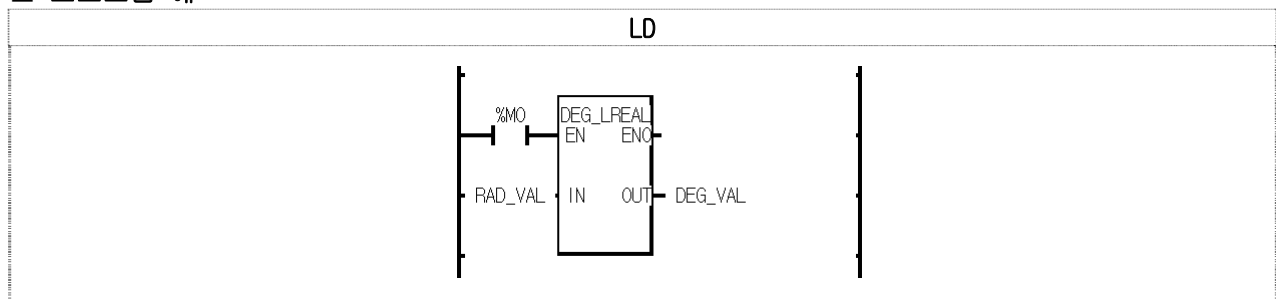 LD
%M0
DEG_LREAL
EN ENO
RAD_VAL IN OUT DEG_VAL